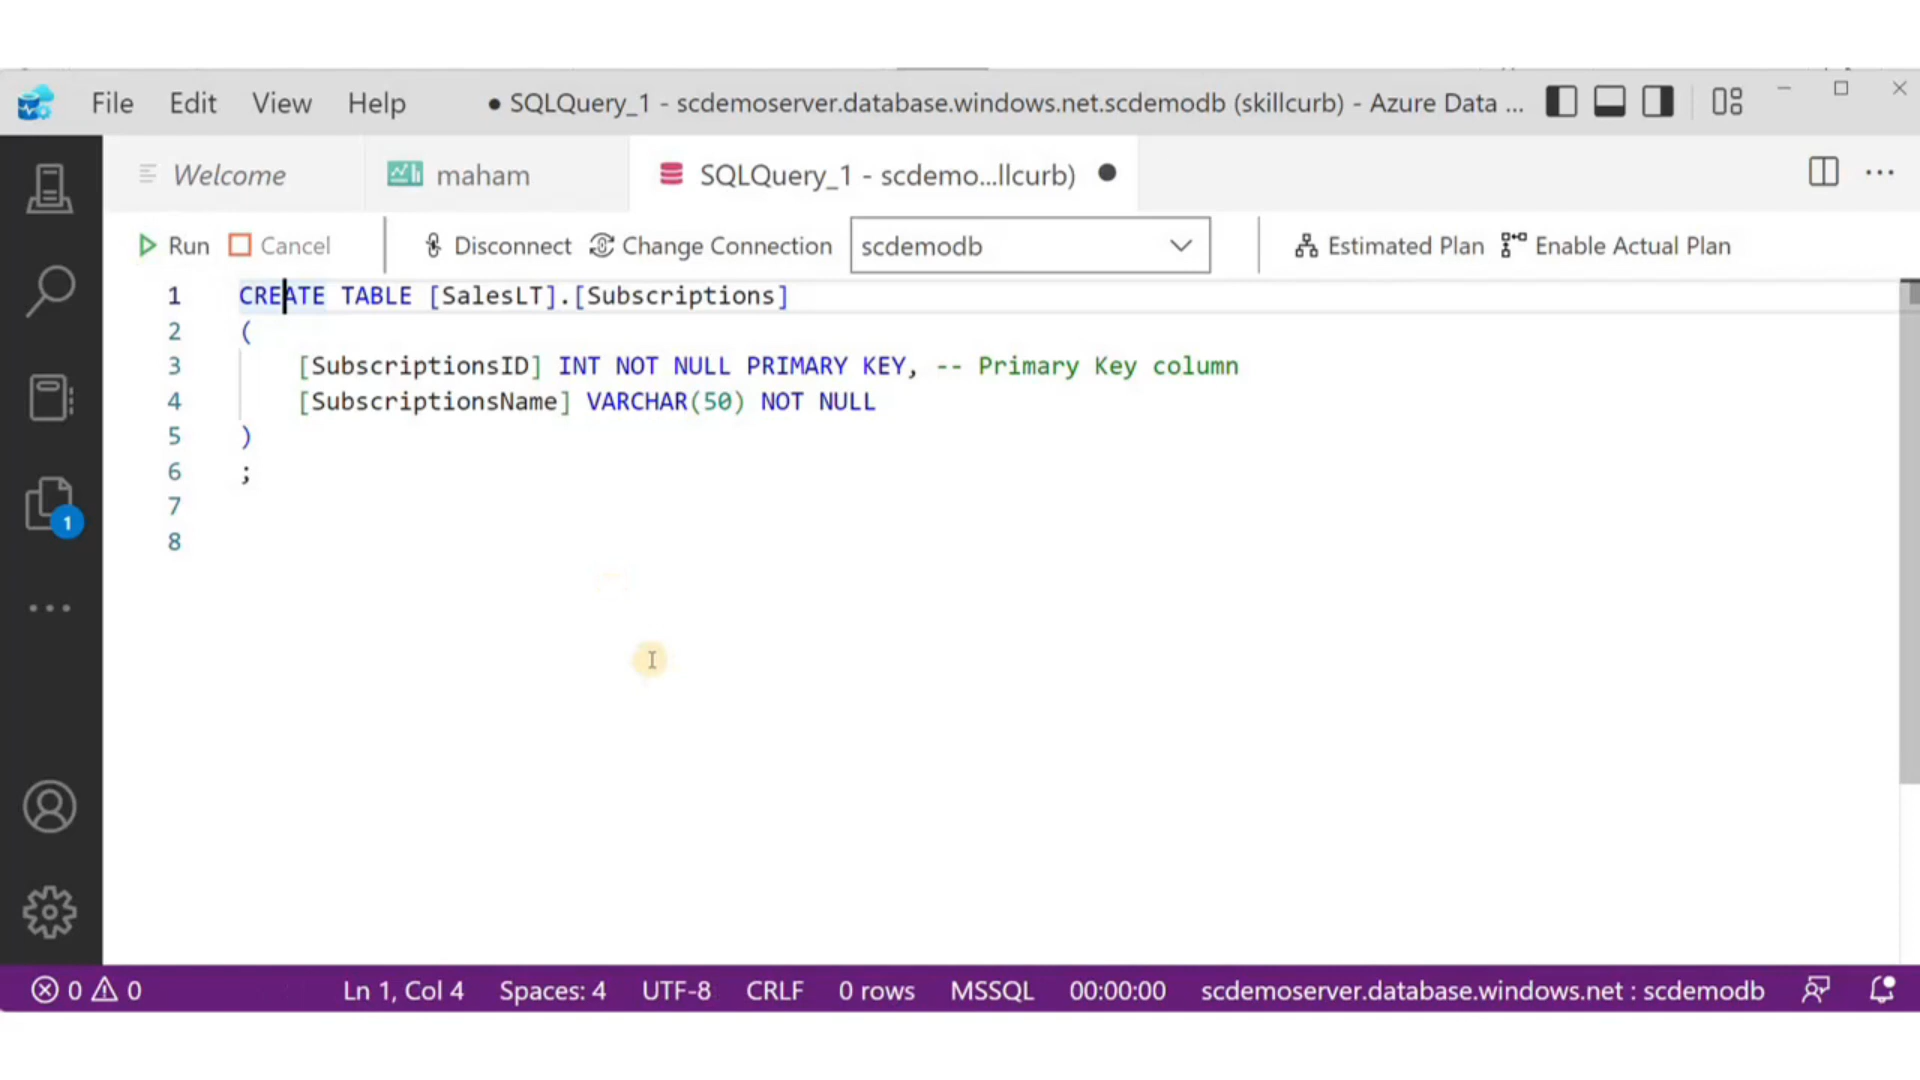 File Edit View Help ● SQLQuery_1 - scdemoserver.database.windows.net.scdemodb (skillcurb) - Azure Data ...
Welcome maham SQLQuery_1 - scdemo...llcurb) ●
Run Cancel Disconnect Change Connection scdemodb Estimated Plan Enable Actual Plan
1 CREATE TABLE [SalesLT].[Subscriptions]
2 (
3 [SubscriptionsID] INT NOT NULL PRIMARY KEY, -- Primary Key column
4 [SubscriptionsName] VARCHAR(50) NOT NULL
5 )
6 ;
7
8
1
0 0 Ln 1, Col 4 Spaces: 4 UTF-8 CRLF 0 rows MSSQL 00:00:00 scdemoserver.database.windows.net : scdemodb